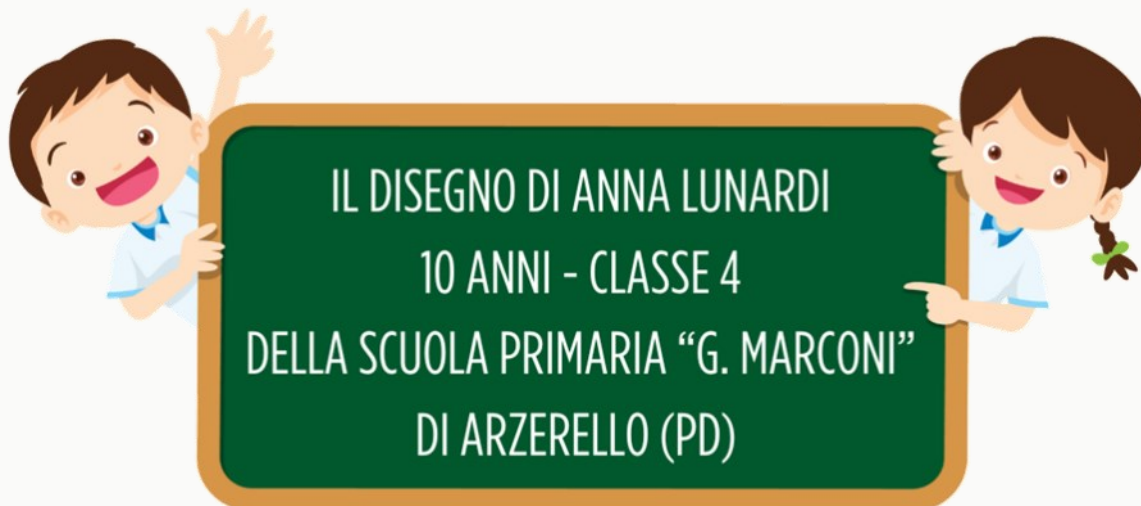 IL DISEGNO DI ANNA LUNARDI
10 ANNI - CLASSE 4
DELLA SCUOLA PRIMARIA “G. MARCONI”
DI ARZERELLO (PD)